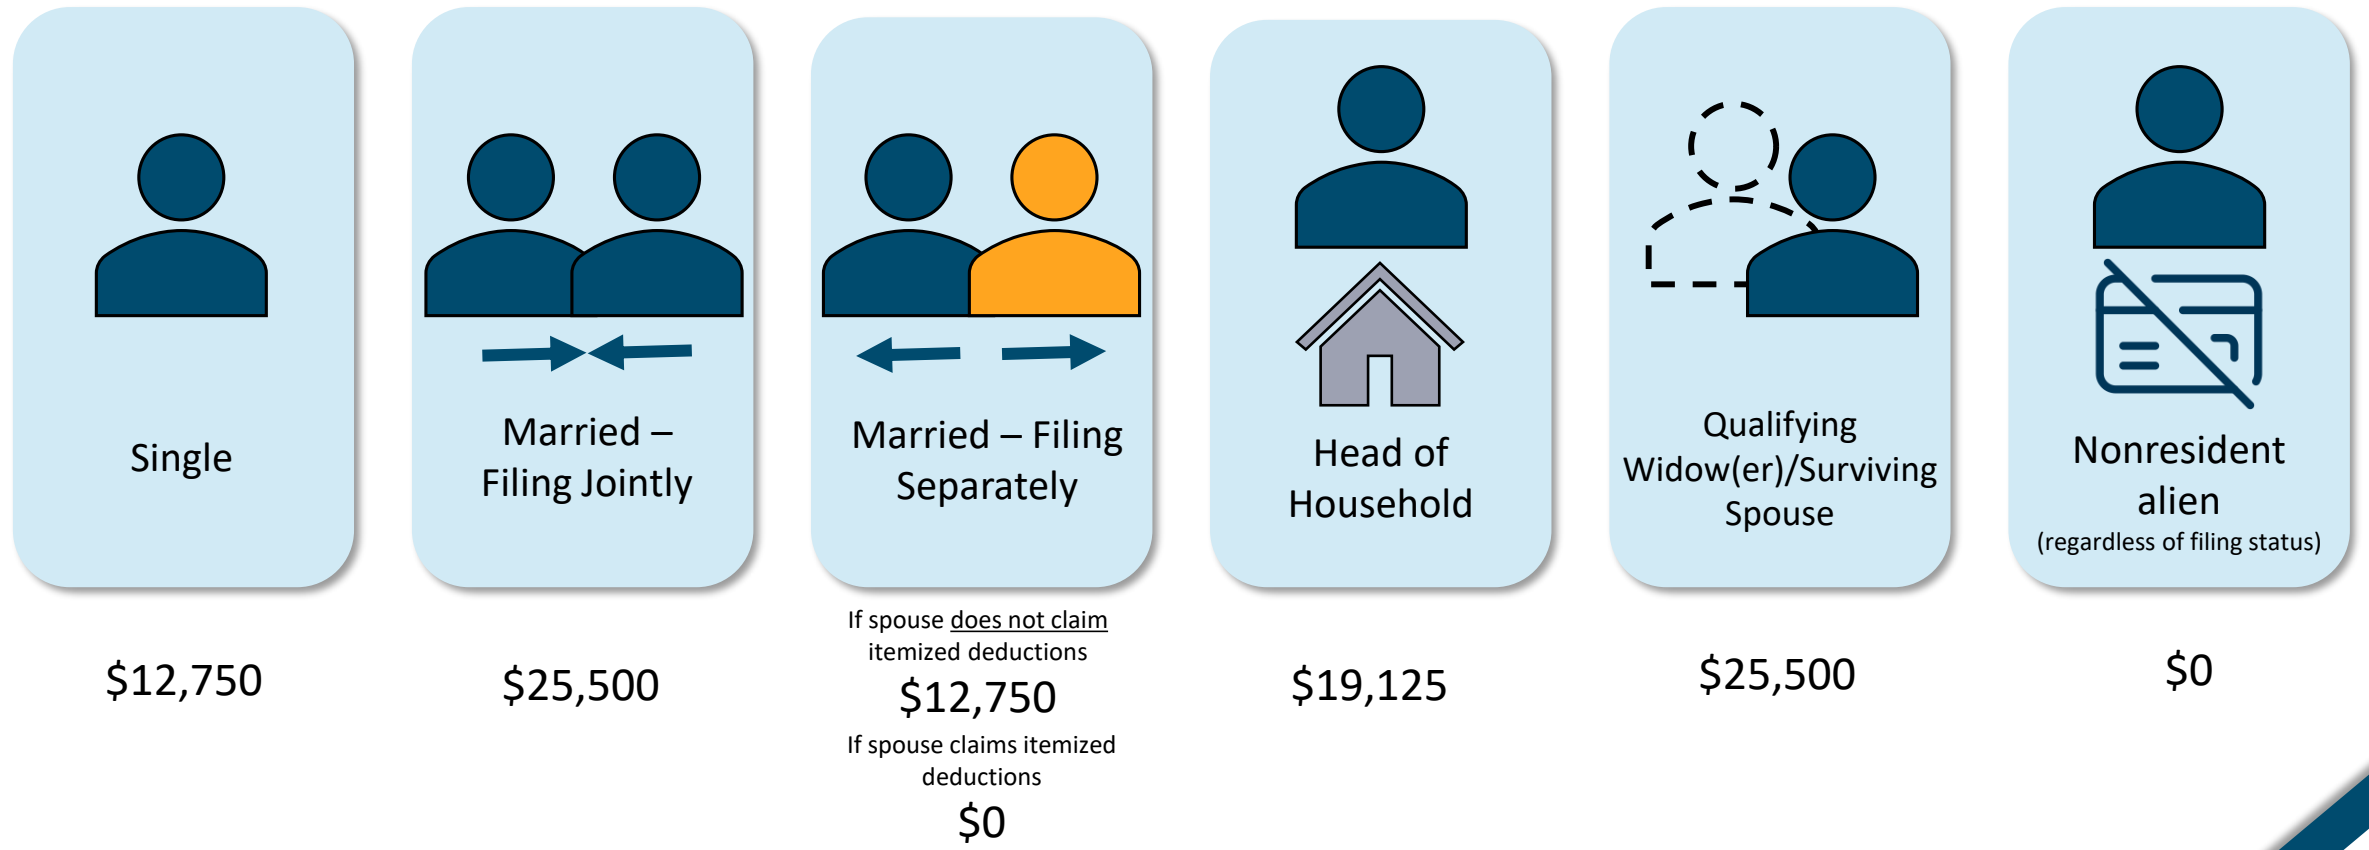 Single
$12,750
Married –
Filing Jointly
$25,500
Married – Filing
Separately
If spouse does not claim
itemized deductions
$12,750
If spouse claims itemized
deductions
$0
Head of
Household
$19,125
Qualifying
Widow(er)/Surviving
Spouse
$25,500
Nonresident
alien
(regardless of filing status)
$0